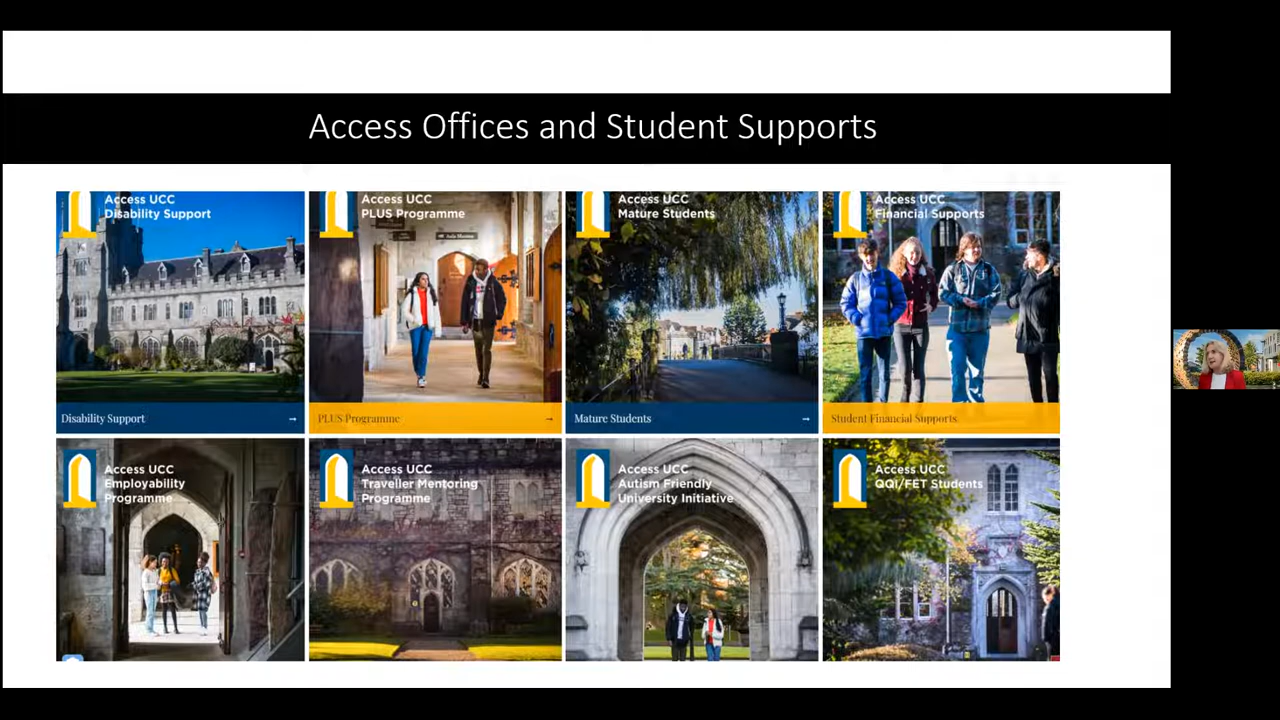 Access Offices and Student Supports
Access UCC
Disability Support
Access UCC
PLUS Programme
Access UCC
Mature Students
Access UCC
Financial Supports
Disability Support →
PLUS Programme →
Mature Students →
Student Financial Supports
Access UCC
Employability
Programme
Access UCC
Traveller Mentoring
Programme
Access UCC
Autism Friendly
University Initiative
Access UCC
QQI/FET Students